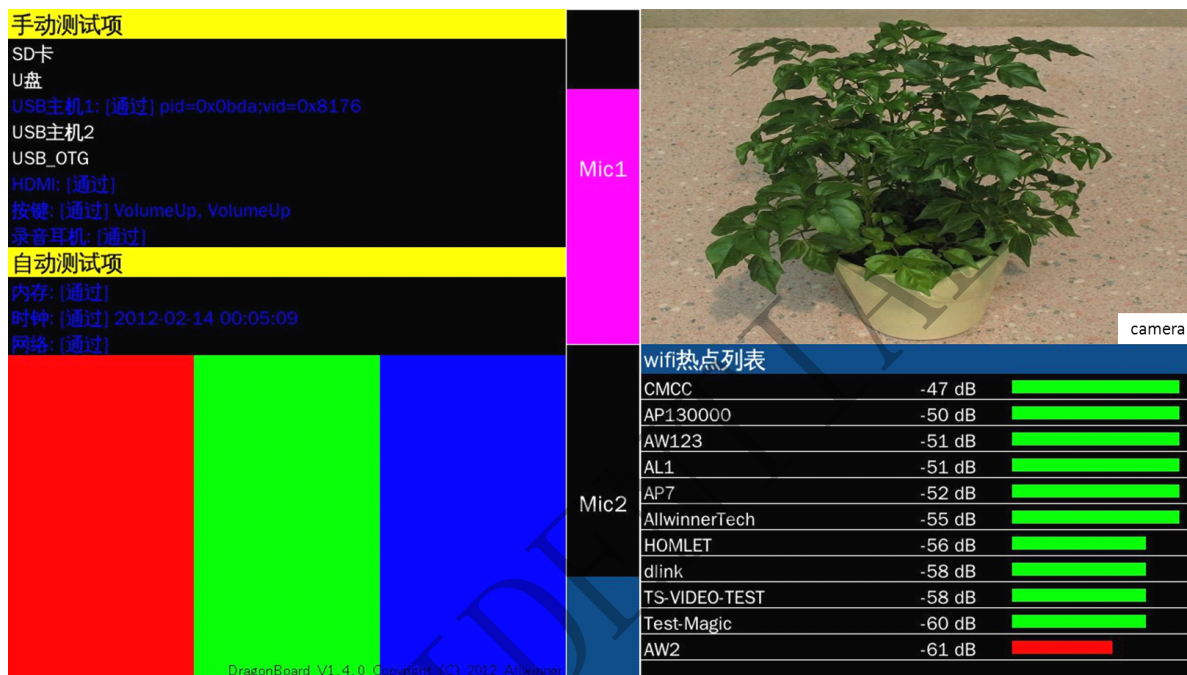 手动测试项
SD卡
U盘
USB主机1: [通过] pid=0x0bda;vid=0x8176
USB主机2
USB_OTG
HDMI: [通过]
按键: [通过] VolumeUp, VolumeUp
录音耳机: [通过]
自动测试项
内存: [通过]
时钟: [通过] 2012-02-14 00:05:09
网络: [通过]
DragonBoard V1.4.0 Copyright (C) 2012 Allwinner
Mic1
Mic2
camera
wifi热点列表
CMCC -47 dB
AP130000 -50 dB
AW123 -51 dB
AL1 -51 dB
AP7 -52 dB
AllwinnerTech -55 dB
HOMLET -56 dB
dlink -58 dB
TS-VIDEO-TEST -58 dB
Test-Magic -60 dB
AW2 -61 dB